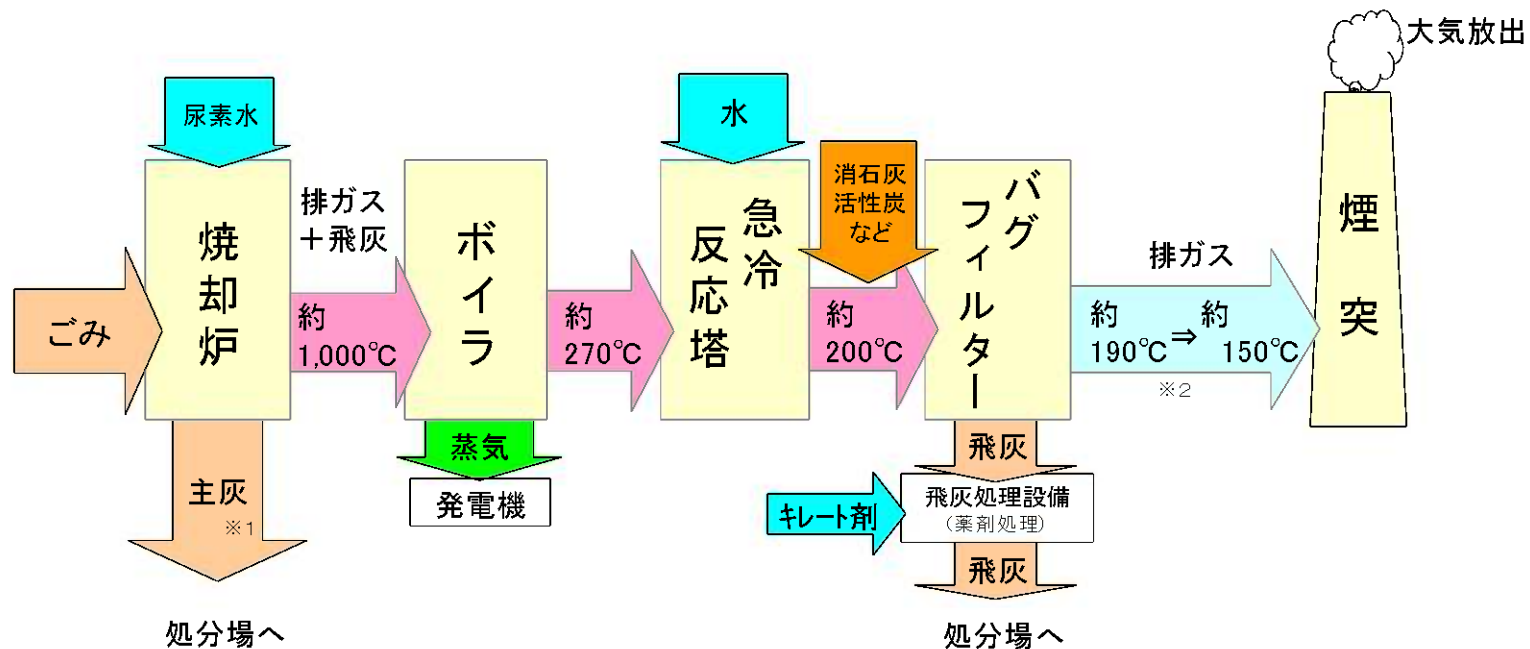 大気放出
尿素水
水
消石灰
活性炭
など
排ガス
＋飛灰
ごみ
焼却炉
約
1,000℃
ボイラ
約
270℃
急冷
反応塔
約
200℃
バグ
フィルター
排ガス
約
190℃
⇒
約
150℃
※2
煙突
主灰
※1
処分場へ
蒸気
発電機
飛灰
キレート剤
飛灰処理設備
(薬剤処理)
飛灰
処分場へ